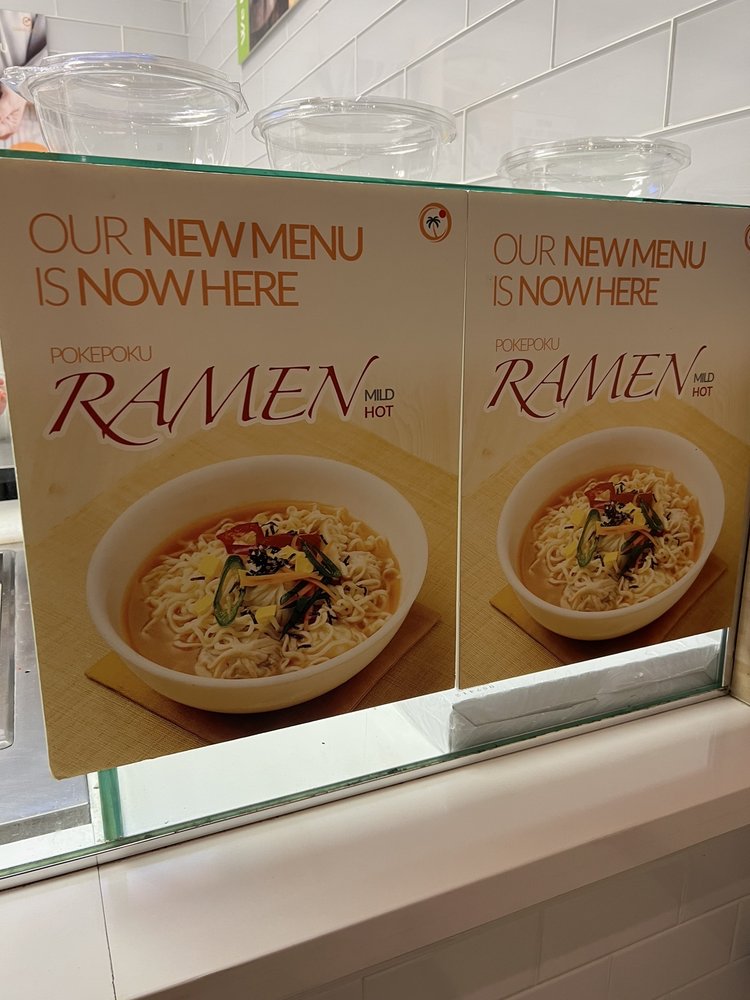 OUR NEW MENU
IS NOW HERE
POKEPOKU
RAMEN
MILD
HOT
OUR NEW MENU
IS NOW HERE
POKEPOKU
RAMEN
MILD
HOT